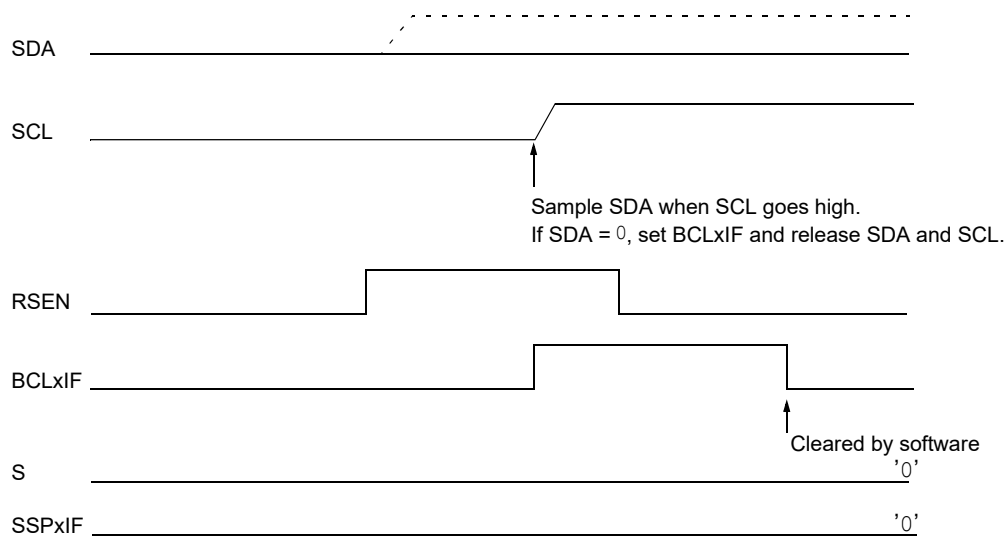 SDA
SCL
Sample SDA when SCL goes high.
If SDA = 0, set BCLxIF and release SDA and SCL.
RSEN
BCLxIF
Cleared by software
S
'0'
SSPxIF
'0'